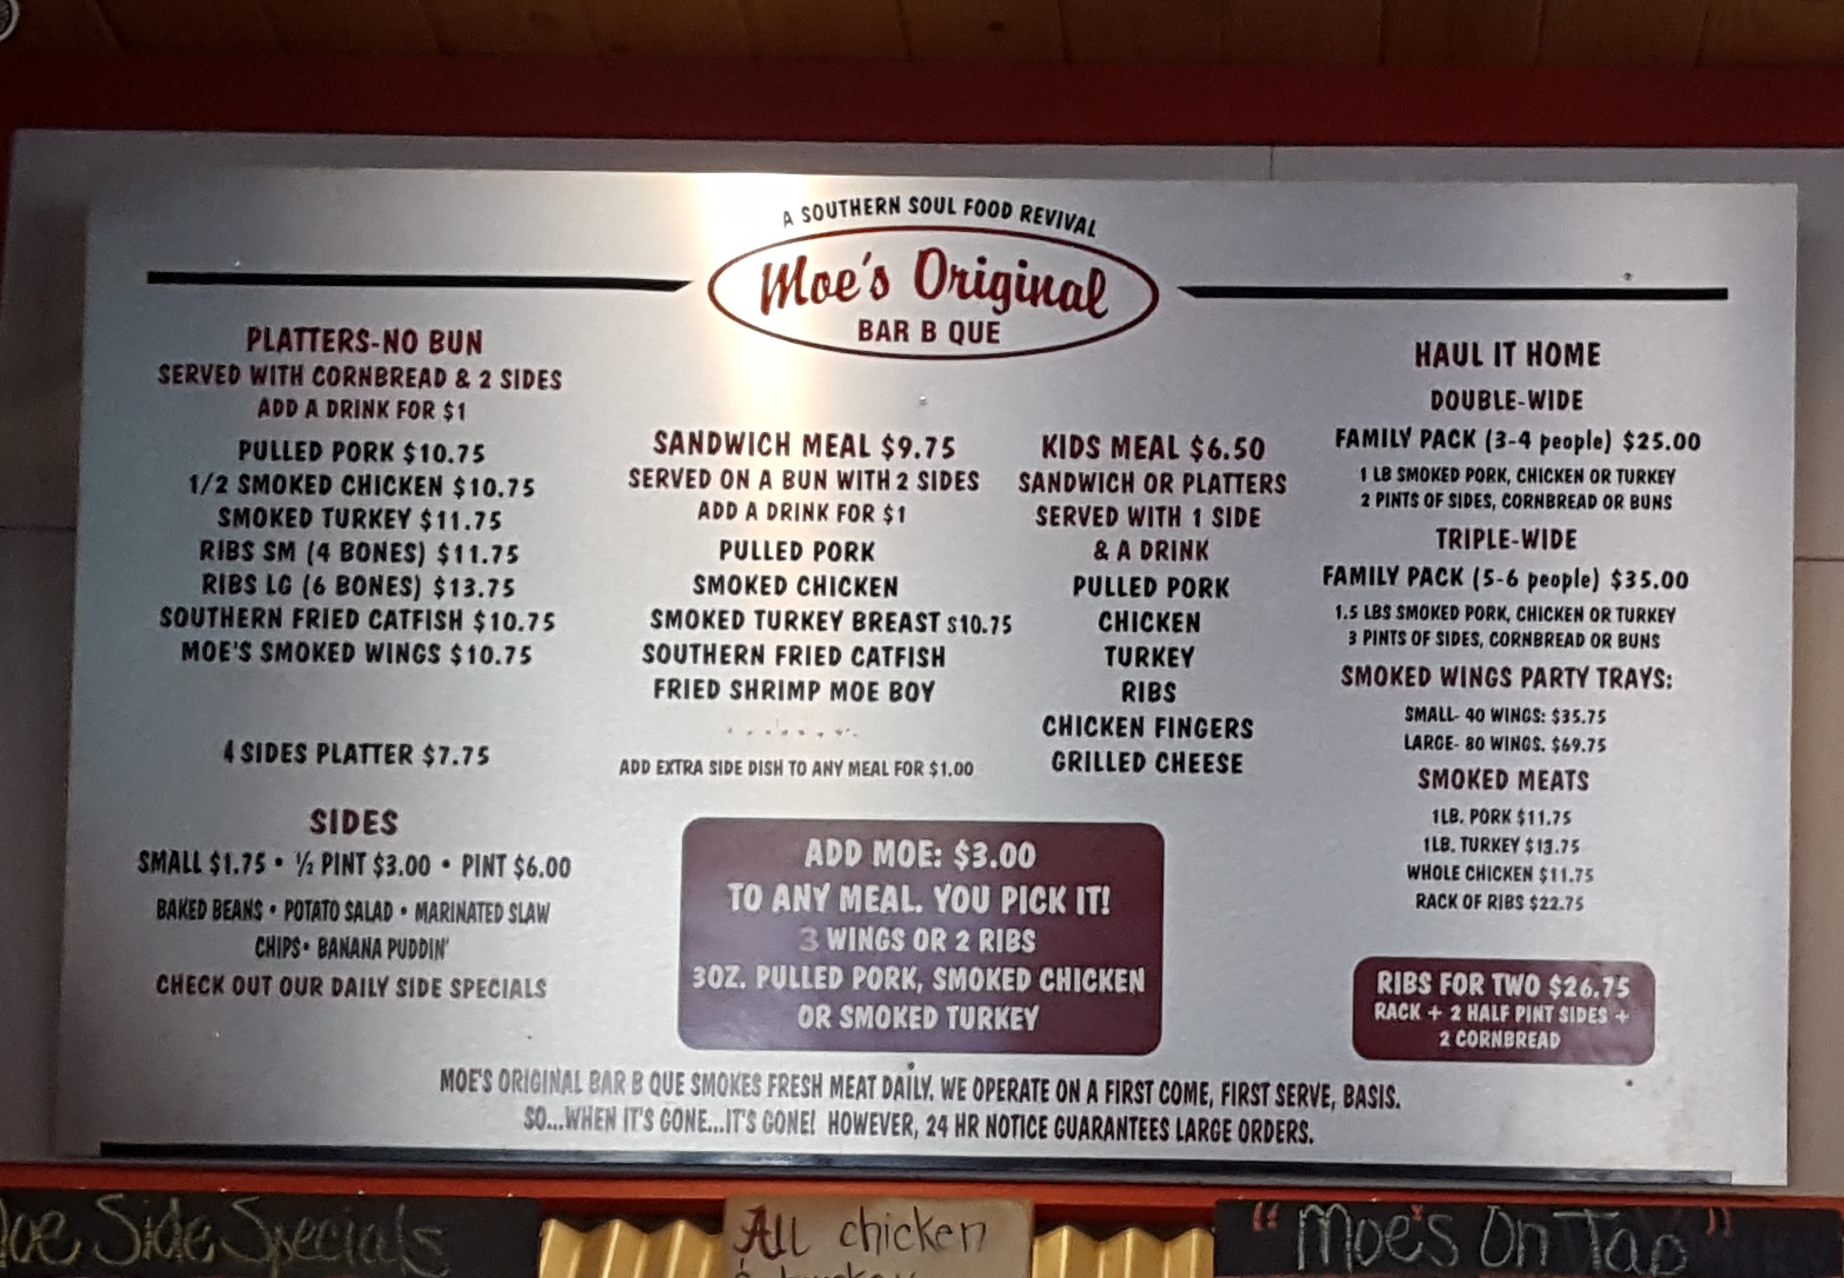 A SOUTHERN SOUL FOOD REVIVAL
Moe's Original
BAR B QUE
PLATTERS-NO BUN
SERVED WITH CORNBREAD & 2 SIDES
ADD A DRINK FOR $1
PULLED PORK $10.75
1/2 SMOKED CHICKEN $10.75
SMOKED TURKEY $11.75
RIBS SM (4 BONES) $11.75
RIBS LG (6 BONES) $13.75
SOUTHERN FRIED CATFISH $10.75
MOE'S SMOKED WINGS $10.75
4 SIDES PLATTER $7.75
SIDES
SMALL $1.75 • ½ PINT $3.00 • PINT $6.00
BAKED BEANS • POTATO SALAD • MARINATED SLAW
CHIPS • BANANA PUDDIN'
CHECK OUT OUR DAILY SIDE SPECIALS
SANDWICH MEAL $9.75
SERVED ON A BUN WITH 2 SIDES
ADD A DRINK FOR $1
PULLED PORK
SMOKED CHICKEN
SMOKED TURKEY BREAST $10.75
SOUTHERN FRIED CATFISH
FRIED SHRIMP MOE BOY
ADD EXTRA SIDE DISH TO ANY MEAL FOR $1.00
KIDS MEAL $6.50
SANDWICH OR PLATTERS
SERVED WITH 1 SIDE
& A DRINK
PULLED PORK
CHICKEN
TURKEY
RIBS
CHICKEN FINGERS
GRILLED CHEESE
ADD MOE: $3.00
TO ANY MEAL. YOU PICK IT!
3 WINGS OR 2 RIBS
3OZ. PULLED PORK, SMOKED CHICKEN
OR SMOKED TURKEY
HAUL IT HOME
DOUBLE-WIDE
FAMILY PACK (3-4 people) $25.00
1 LB SMOKED PORK, CHICKEN OR TURKEY
2 PINTS OF SIDES, CORNBREAD OR BUNS
TRIPLE-WIDE
FAMILY PACK (5-6 people) $35.00
1.5 LBS SMOKED PORK, CHICKEN OR TURKEY
3 PINTS OF SIDES, CORNBREAD OR BUNS
SMOKED WINGS PARTY TRAYS:
SMALL- 40 WINGS: $35.75
LARGE- 80 WINGS. $69.75
SMOKED MEATS
1LB. PORK $11.75
1LB. TURKEY $13.75
WHOLE CHICKEN $11.75
RACK OF RIBS $22.75
RIBS FOR TWO $26.75
RACK + 2 HALF PINT SIDES +
2 CORNBREAD
MOE'S ORIGINAL BAR B QUE SMOKES FRESH MEAT DAILY. WE OPERATE ON A FIRST COME, FIRST SERVE, BASIS.
SO...WHEN IT'S GONE...IT'S GONE! HOWEVER, 24 HR NOTICE GUARANTEES LARGE ORDERS.
Side Specials
All chicken
"Moe's On Tap"